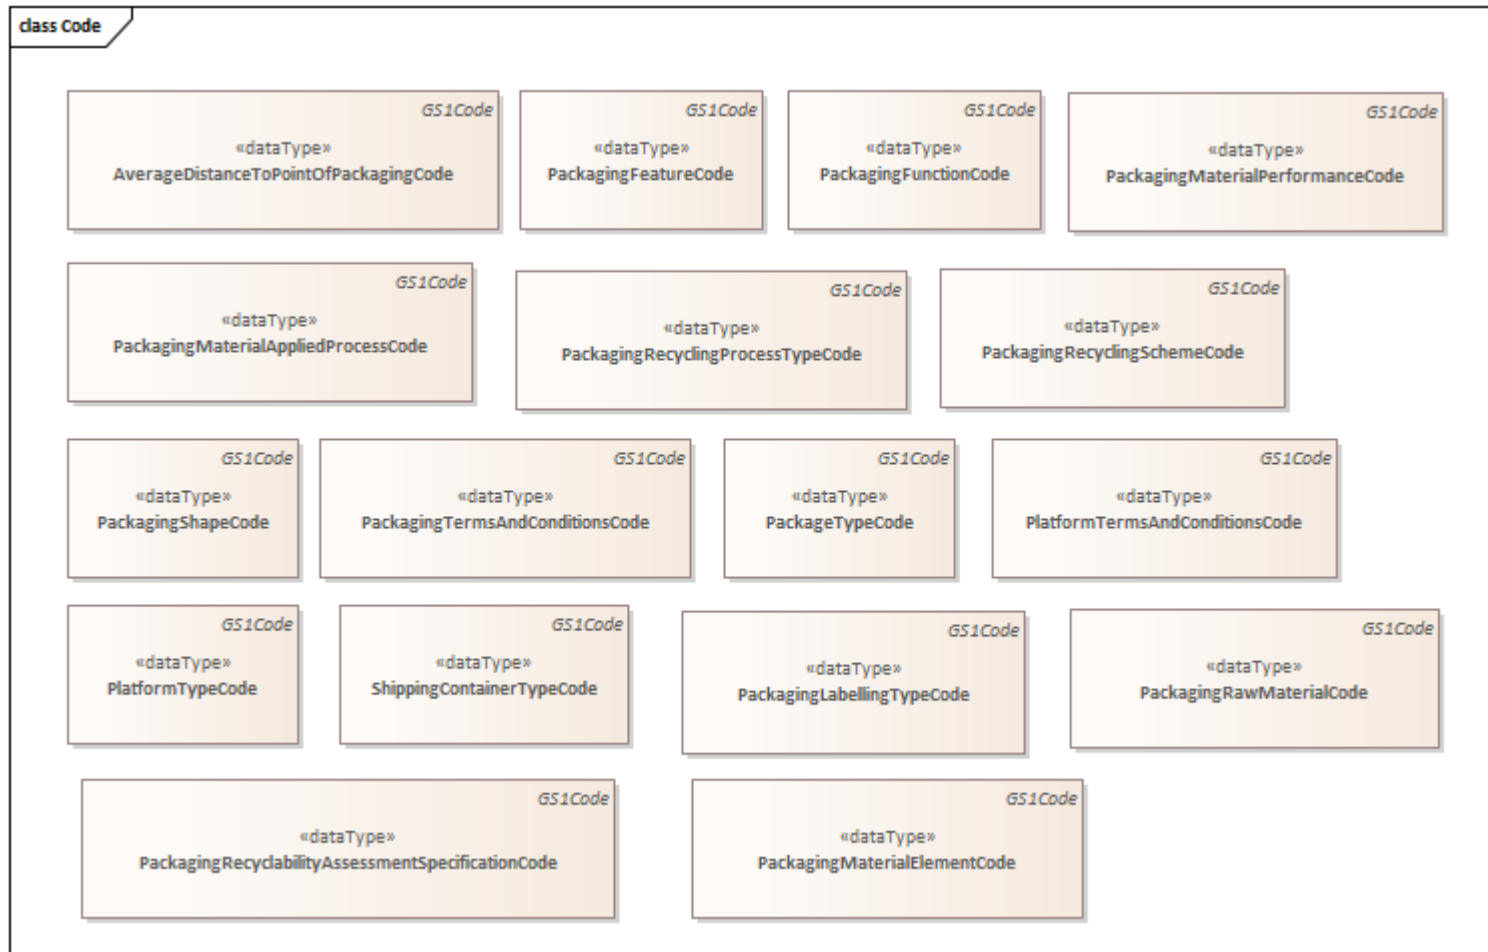 class Code
GS1Code
«dataType»
AverageDistanceToPointOfPackagingCode
GS1Code
«dataType»
PackagingFeatureCode
GS1Code
«dataType»
PackagingFunctionCode
GS1Code
«dataType»
PackagingMaterialPerformanceCode
GS1Code
«dataType»
PackagingMaterialAppliedProcessCode
GS1Code
«dataType»
PackagingRecyclingProcessTypeCode
GS1Code
«dataType»
PackagingRecyclingSchemeCode
GS1Code
«dataType»
PackagingShapeCode
GS1Code
«dataType»
PackagingTermsAndConditionsCode
GS1Code
«dataType»
PackageTypeCode
GS1Code
«dataType»
PlatformTermsAndConditionsCode
GS1Code
«dataType»
PlatformTypeCode
GS1Code
«dataType»
ShippingContainerTypeCode
GS1Code
«dataType»
PackagingLabellingTypeCode
GS1Code
«dataType»
PackagingRawMaterialCode
GS1Code
«dataType»
PackagingRecyclabilityAssessmentSpecificationCode
GS1Code
«dataType»
PackagingMaterialElementCode